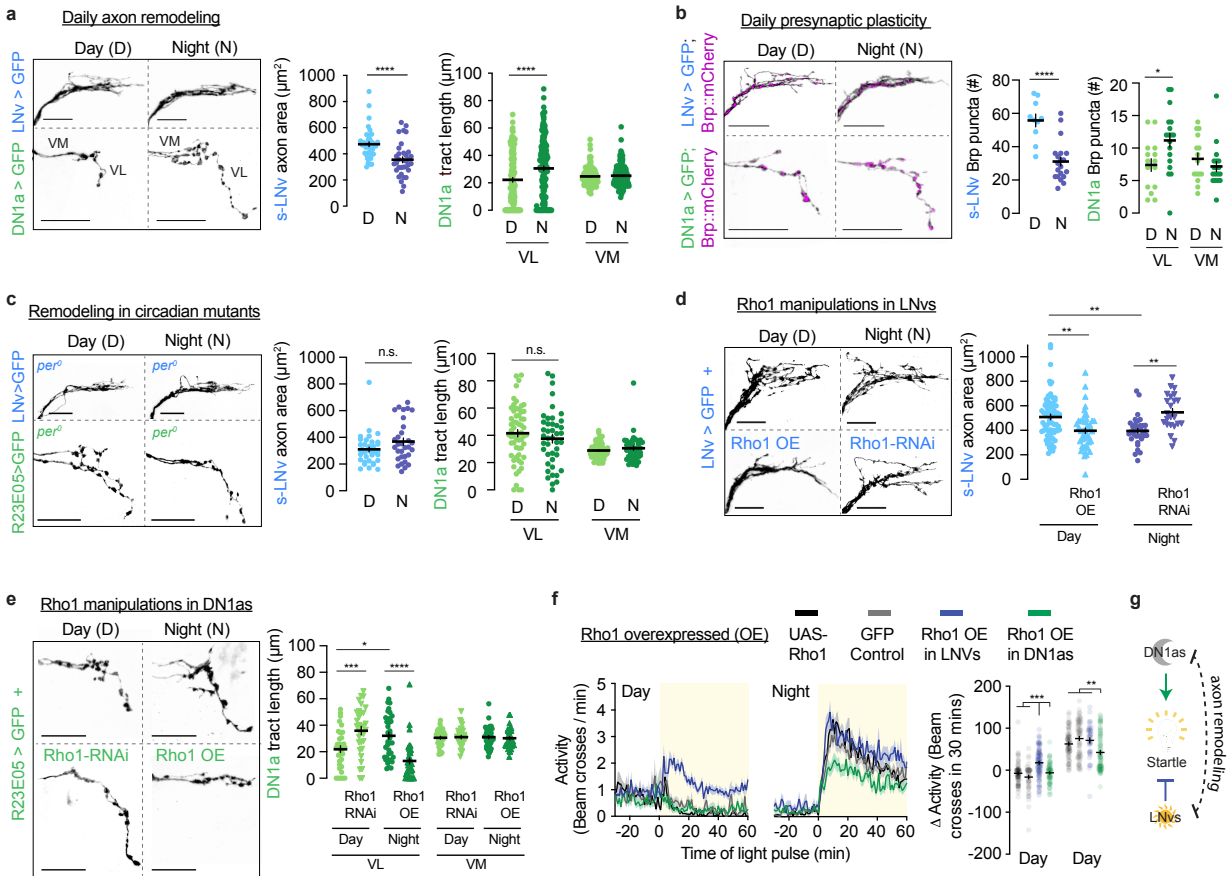 a
Daily axon remodeling
Day (D)
Night (N)
LNv > GFP
DN1a > GFP
VM
VL
VM
VL
s-LNv axon area (µm²)
1000
800
600
400
200
0
****
D
N
DN1a tract length (µm)
100
80
60
40
20
0
****
D
N
D
N
VL
VM
b
Daily presynaptic plasticity
Day (D)
Night (N)
LNv > GFP;
Brp::mCherry
DN1a > GFP;
Brp::mCherry
s-LNv Brp puncta (#)
80
60
40
20
0
****
D
N
DN1a Brp puncta (#)
20
15
10
5
0
*
D
N
D
N
VL
VM
c
Remodeling in circadian mutants
Day (D)
Night (N)
LNv>GFP
R23E05>GFP
per⁰
per⁰
per⁰
per⁰
s-LNv axon area (µm²)
1000
800
600
400
200
0
n.s.
D
N
DN1a tract length (µm)
100
80
60
40
20
0
n.s.
D
N
D
N
VL
VM
d
Rho1 manipulations in LNvs
Day (D)
Night (N)
LNv > GFP +
Rho1 OE
Rho1-RNAi
s-LNv axon area (µm²)
1000
800
600
400
200
0
**
**
**
Rho1
OE
Rho1
RNAi
Day
Night
e
Rho1 manipulations in DN1as
Day (D)
Night (N)
R23E05 > GFP +
Rho1-RNAi
Rho1 OE
DN1a tract length (µm)
100
80
60
40
20
0
*
***
****
Rho1
RNAi
Rho1
OE
Rho1
RNAi
Rho1
OE
Day
Night
Day
Night
VL
VM
f
Rho1 overexpressed (OE)
UAS-
Rho1
GFP
Control
Rho1 OE
in LNVs
Rho1 OE
in DN1as
Activity
(Beam crosses / min)
5
4
3
2
1
0
Day
Night
-20
0
20
40
60
-20
0
20
40
60
Time of light pulse (min)
Δ Activity (Beam
crosses in 30 mins)
200
100
0
-100
-200
***
**
Day
Day
g
DN1as
Startle
LNvs
axon remodeling